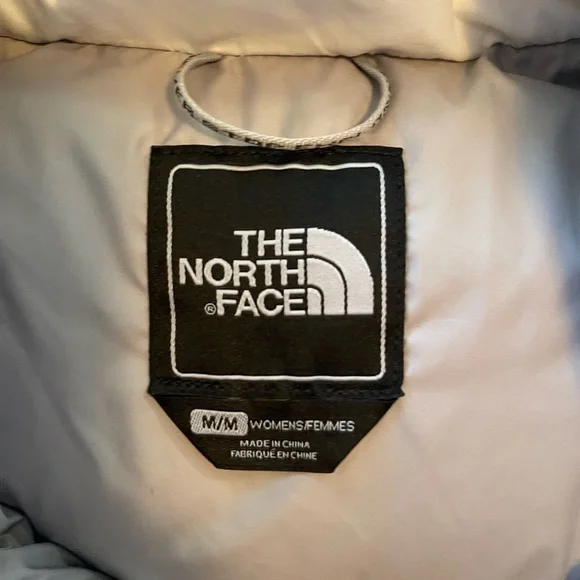 THE
NORTH
®FACE
M/M WOMENS/FEMMES
MADE IN CHINA
FABRIQUÉ EN CHINE